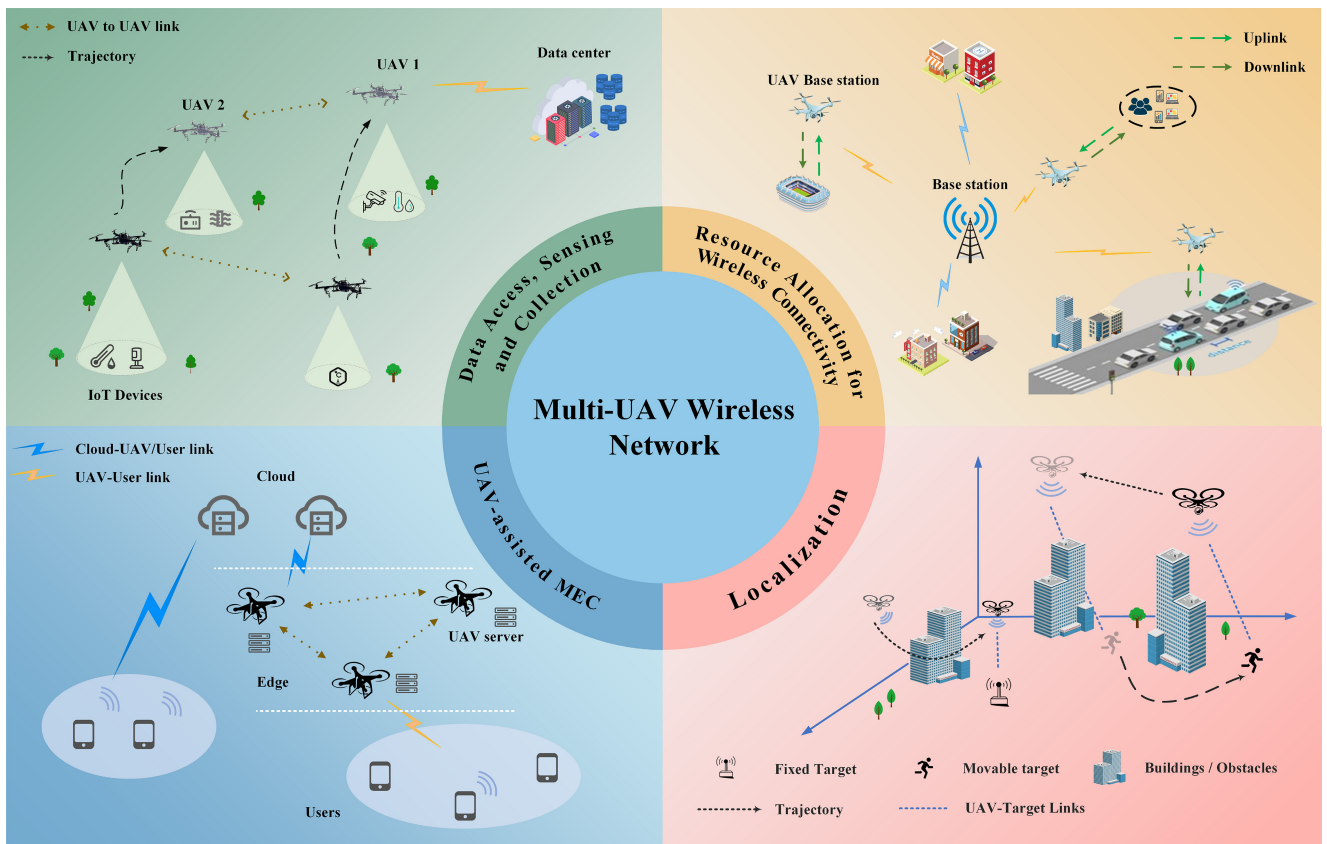 UAV to UAV link
Trajectory
UAV 1
UAV 2
Data center
IoT Devices
°C
Data Access, Sensing
and Collection
UAV Base station
Uplink
Downlink
Base station
H
distance
Resource Allocation for
Wireless Connectivity
Multi-UAV Wireless
Network
Cloud-UAV/User link
UAV-User link
Cloud
UAV server
Edge
Users
UAV-assisted MEC
Localization
Fixed Target
Movable target
Buildings / Obstacles
Trajectory
UAV-Target Links